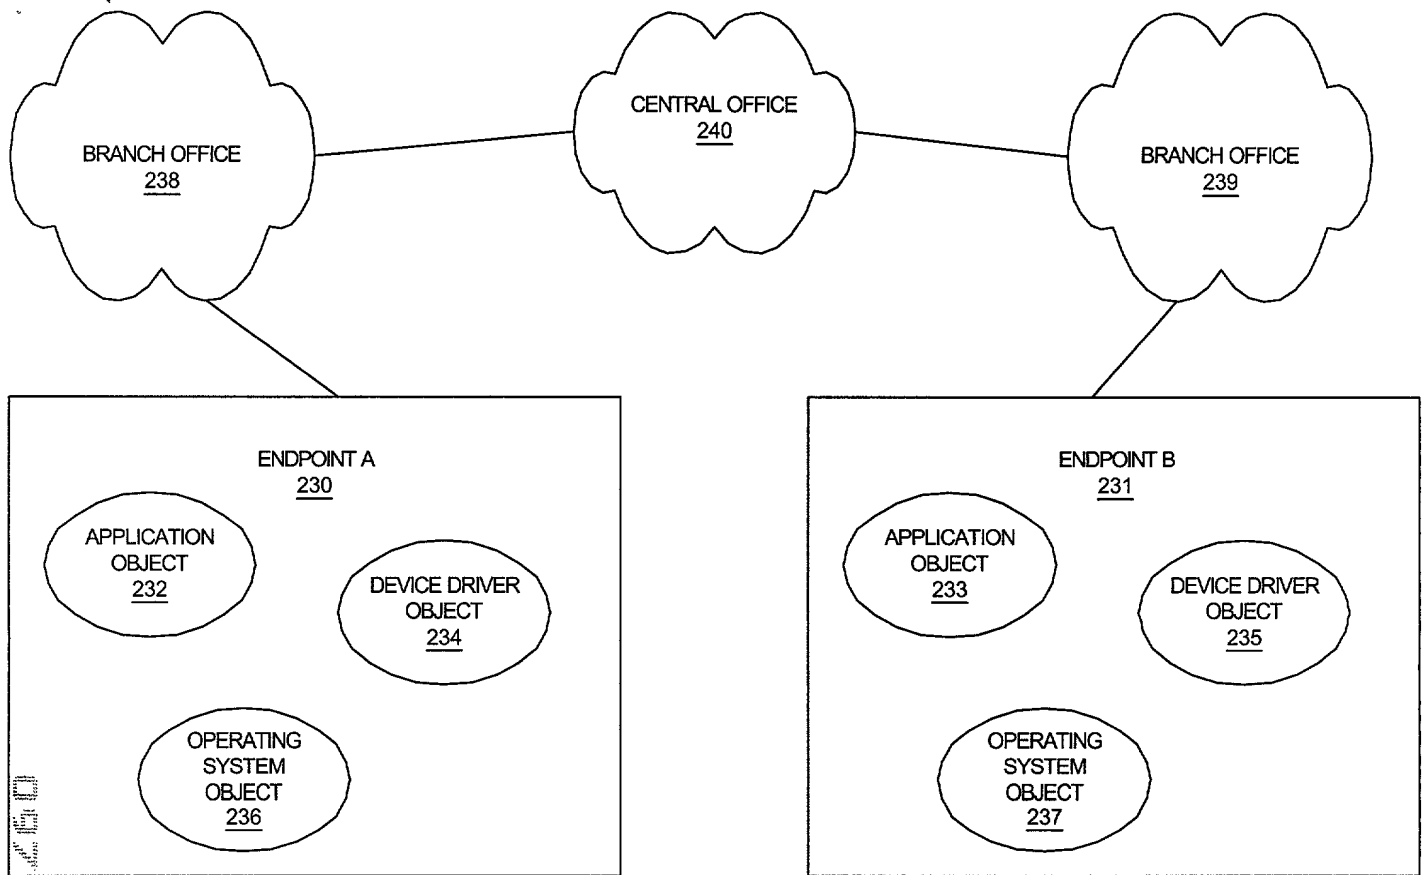 CENTRAL OFFICE
240
BRANCH OFFICE
238
BRANCH OFFICE
239
ENDPOINT A
230
APPLICATION
OBJECT
232
DEVICE DRIVER
OBJECT
234
OPERATING
SYSTEM
OBJECT
236
ENDPOINT B
231
APPLICATION
OBJECT
233
DEVICE DRIVER
OBJECT
235
OPERATING
SYSTEM
OBJECT
237